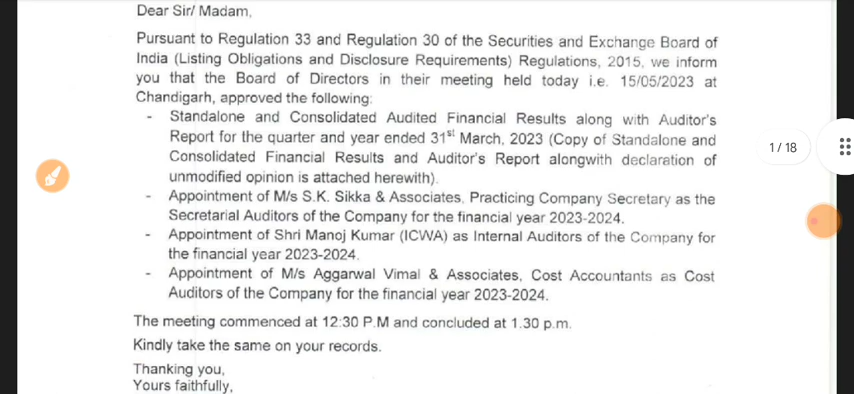 Dear Sir/ Madam,
Pursuant to Regulation 33 and Regulation 30 of the Securities and Exchange Board of
India (Listing Obligations and Disclosure Requirements) Regulations, 2015, we inform
you that the Board of Directors in their meeting held today i.e. 15/05/2023 at
Chandigarh, approved the following:
- Standalone and Consolidated Audited Financial Results along with Auditor's
Report for the quarter and year ended 31st March, 2023 (Copy of Standalone and
Consolidated Financial Results and Auditor's Report alongwith declaration of
unmodified opinion is attached herewith).
- Appointment of M/s S.K. Sikka & Associates, Practicing Company Secretary as the
Secretarial Auditors of the Company for the financial year 2023-2024.
- Appointment of Shri Manoj Kumar (ICWA) as Internal Auditors of the Company for
the financial year 2023-2024.
- Appointment of M/s Aggarwal Vimal & Associates, Cost Accountants as Cost
Auditors of the Company for the financial year 2023-2024.
The meeting commenced at 12:30 P.M and concluded at 1.30 p.m.
Kindly take the same on your records.
Thanking you,
Yours faithfully,
1 / 18